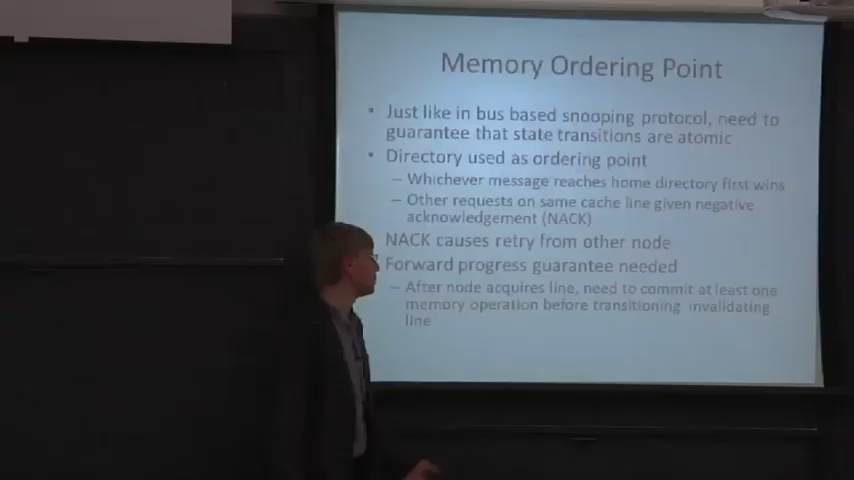 Memory Ordering Point
• Just like in bus based snooping protocol, need to
guarantee that state transitions are atomic
• Directory used as ordering point
– Whichever message reaches home directory first wins
– Other requests on same cache line given negative
acknowledgement (NACK)
NACK causes retry from other node
Forward progress guarantee needed
– After node acquires line, need to commit at least one
memory operation before transitioning invalidating
line